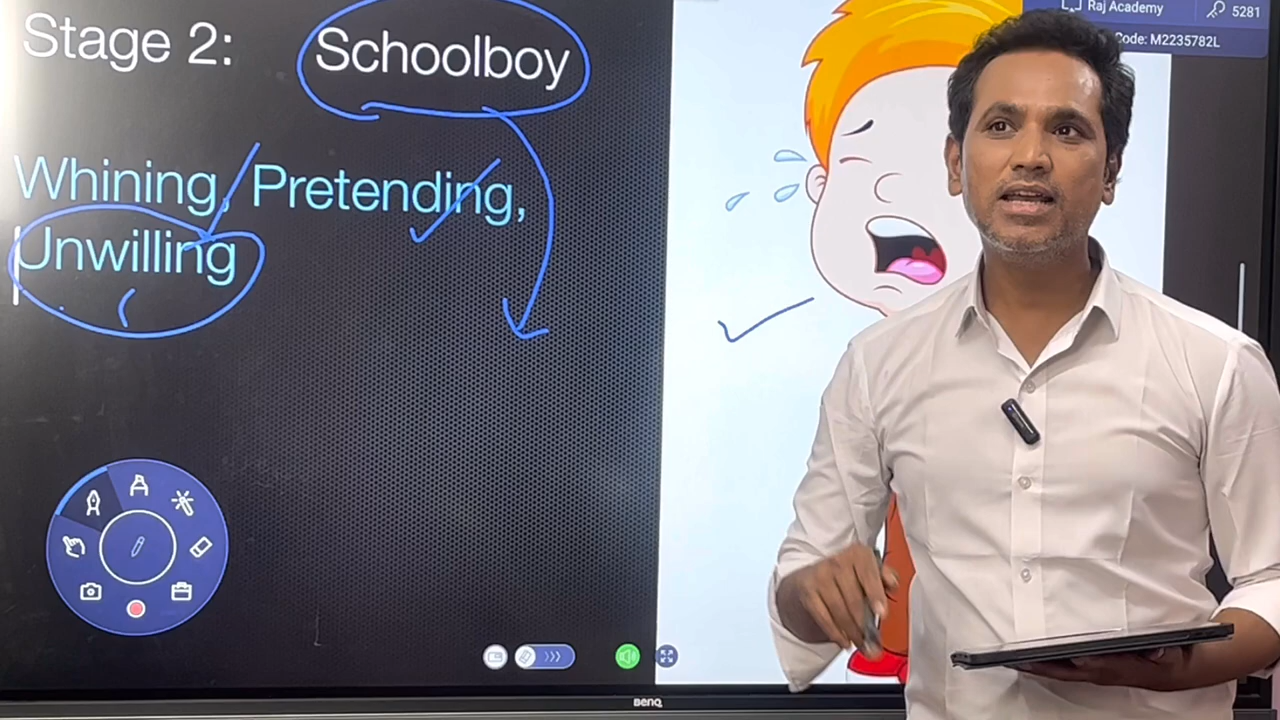 Stage 2: Schoolboy
Whining, Pretending,
Unwilling
Raj Academy
5281
Code: M2235782L
BenQ